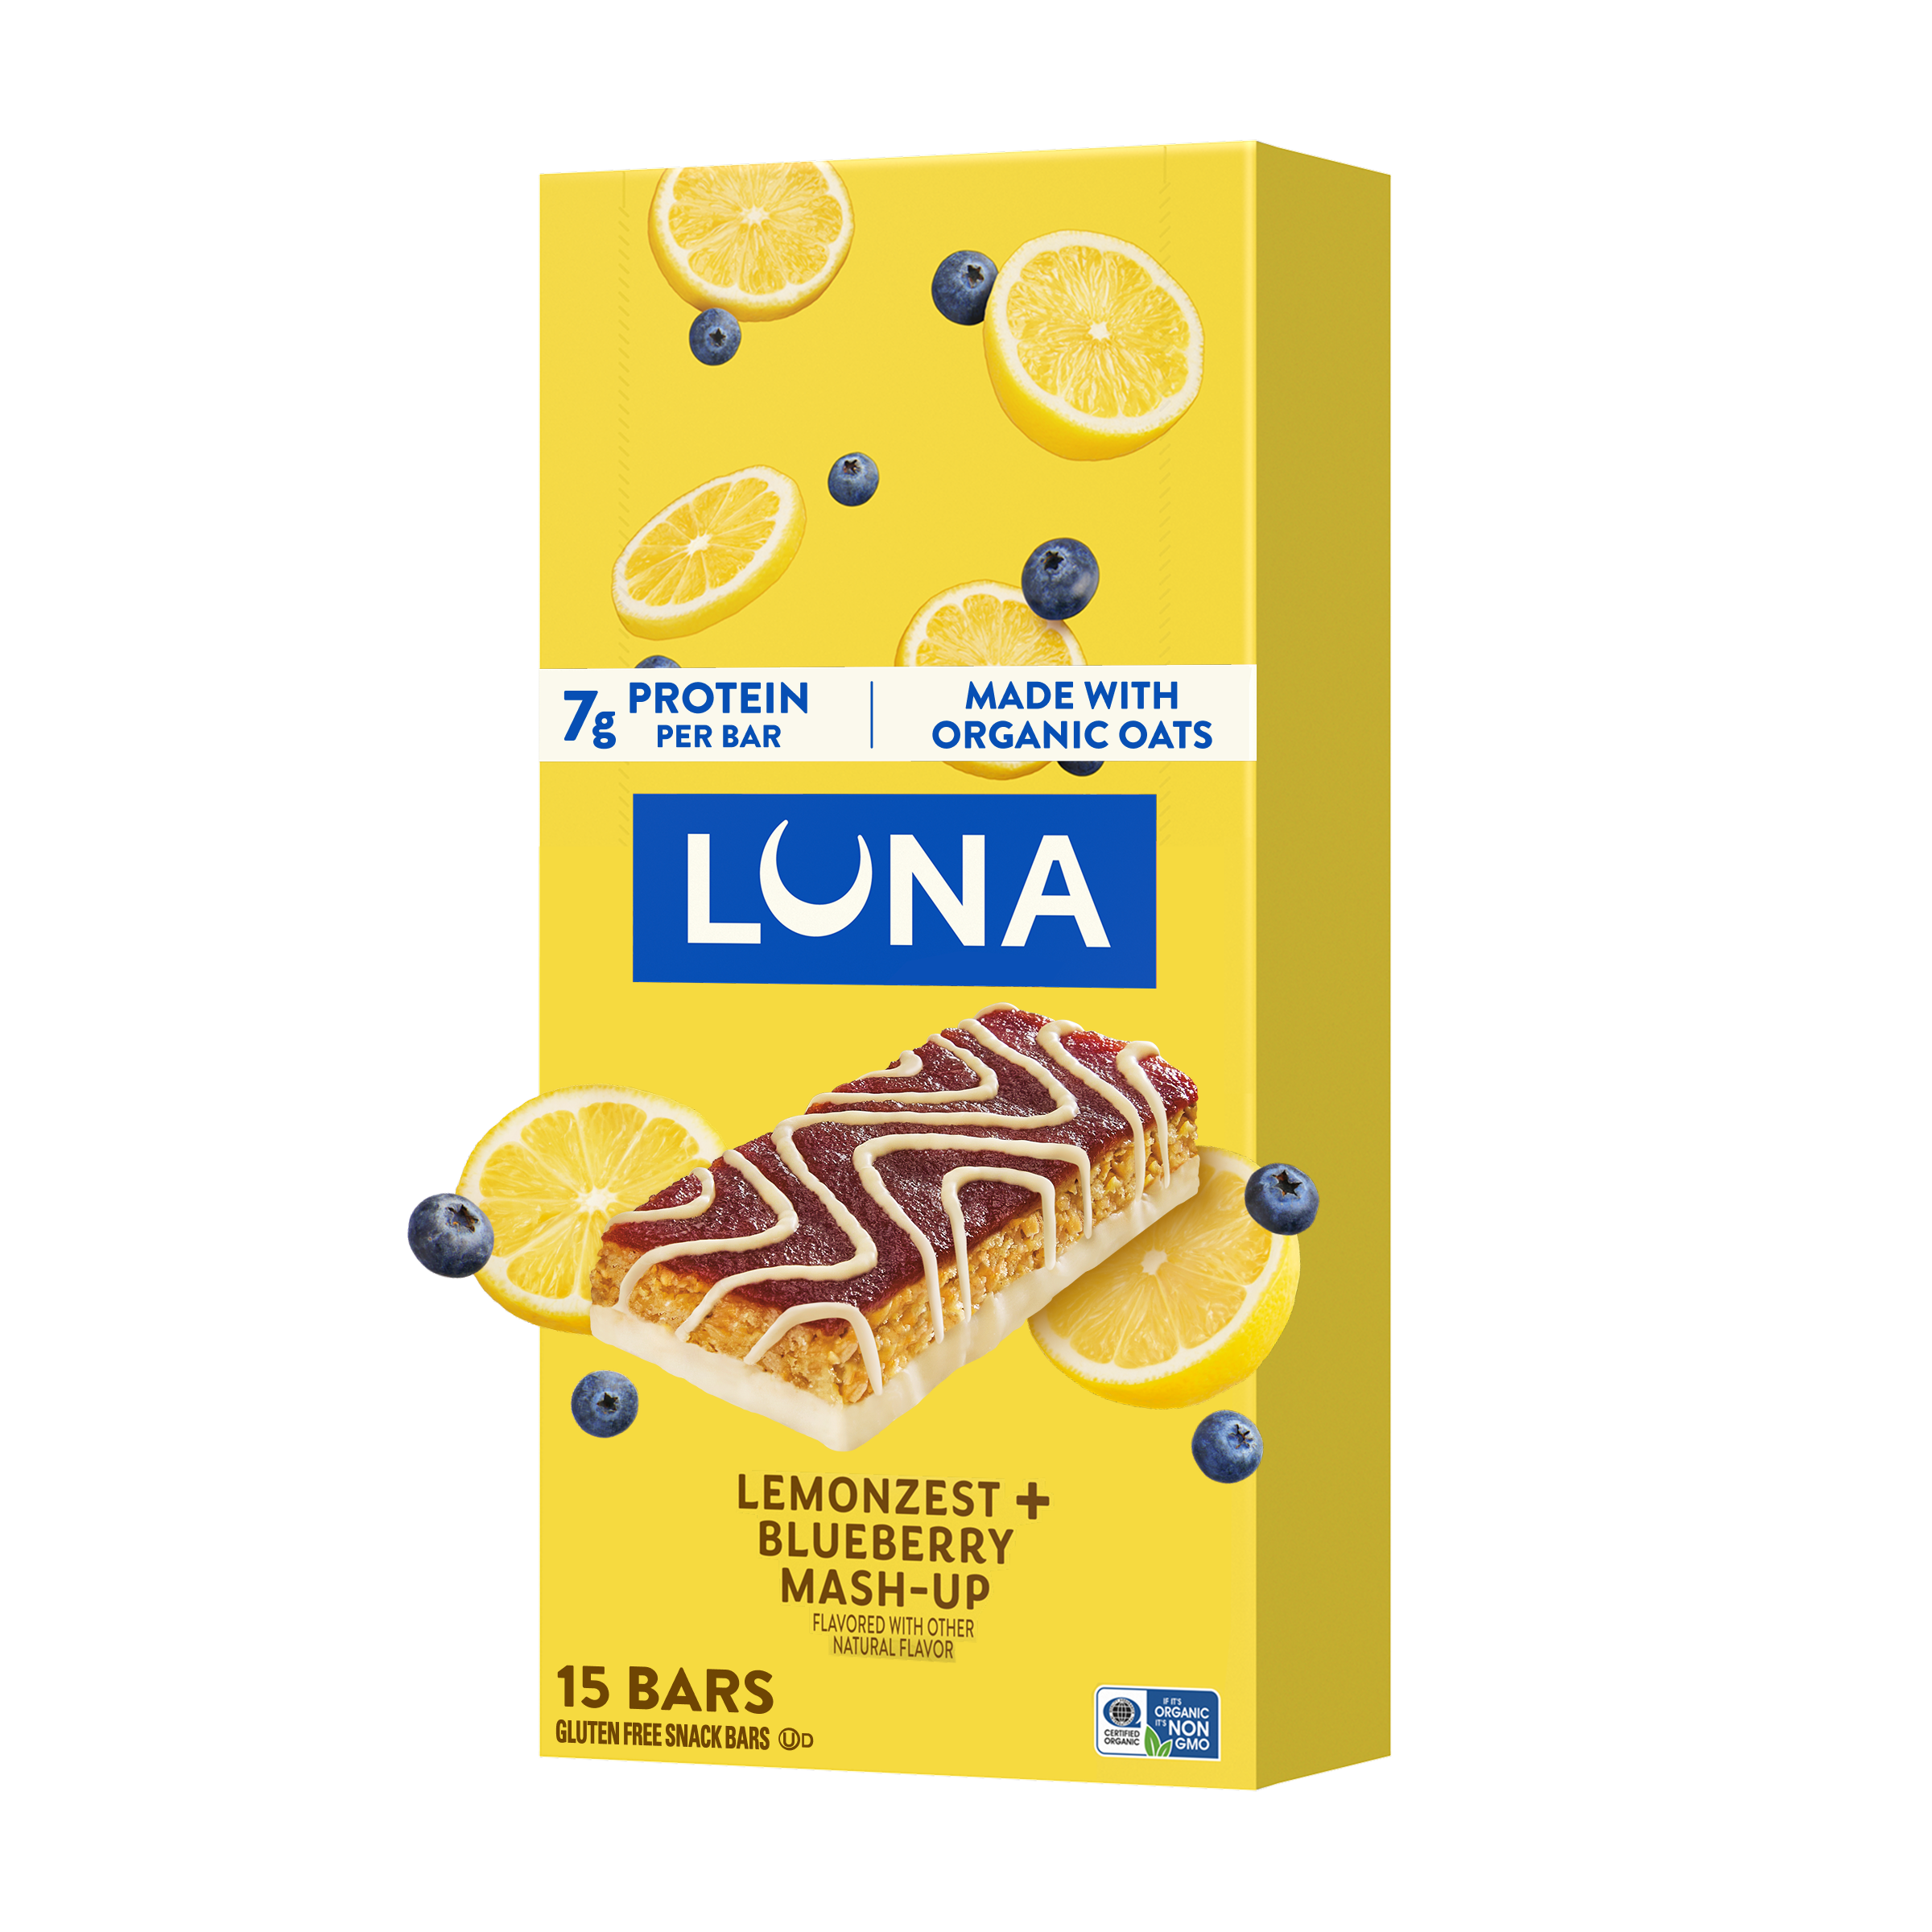 7g PROTEIN
PER BAR
MADE WITH
ORGANIC OATS
LUNA
LEMONZEST +
BLUEBERRY
MASH-UP
FLAVORED WITH OTHER
NATURAL FLAVOR
15 BARS
GLUTEN FREE SNACK BARS UD
CERTIFIED
ORGANIC
IF IT'S
ORGANIC
IT'S NON
GMO